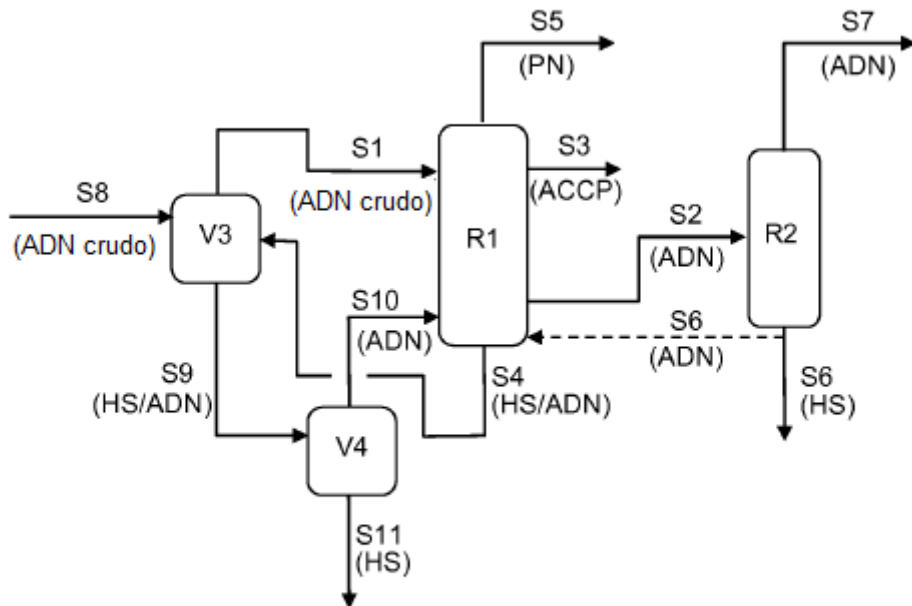 S5
(PN)
S7
(ADN)
S1
(ADN crudo)
S3
(ACCP)
S8
(ADN crudo)
V3
R1
S2
(ADN)
R2
S10
(ADN)
S6
(ADN)
S9
(HS/ADN)
S4
(HS/ADN)
S6
(HS)
V4
S11
(HS)